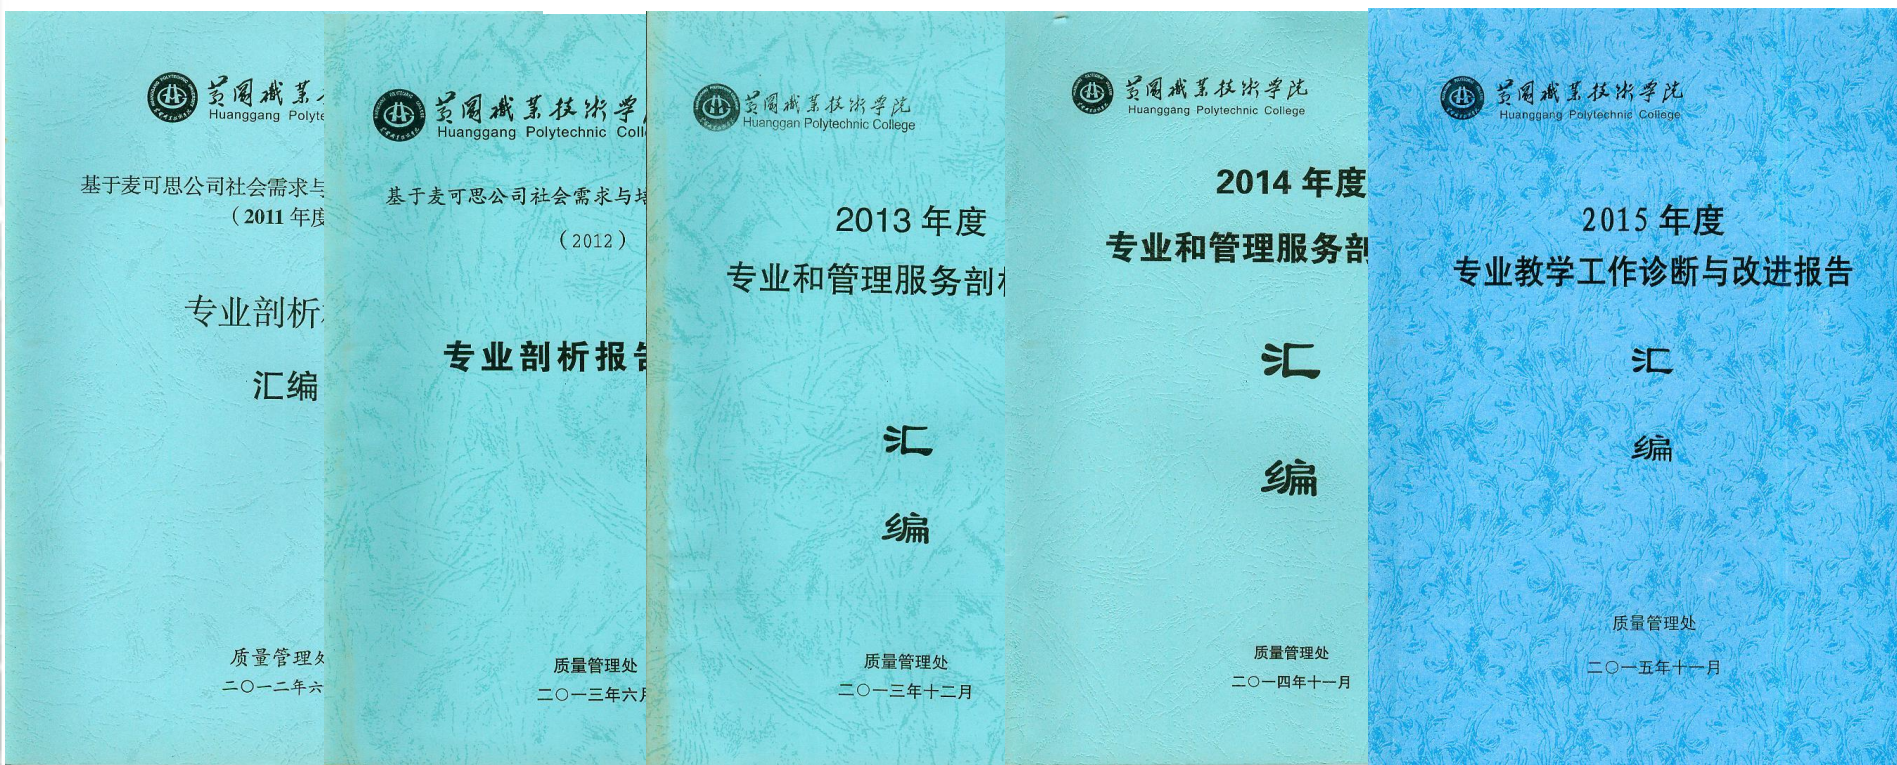 黄冈职业
Huanggang Polyte
基于麦可思公司社会需求与
（2011 年度
专业剖析
汇编
质量管理处
二〇一二年六
黄冈职业技术学
Huanggang Polytechnic Coll
基于麦可思公司社会需求与培
（2012）
专业剖析报告
质量管理处
二〇一三年六月
黄冈职业技术学院
Huanggan Polytechnic College
2013 年度
专业和管理服务剖析
汇
编
质量管理处
二〇一三年十二月
黄冈职业技术学院
Huanggang Polytechnic College
2014 年度
专业和管理服务剖
汇
编
质量管理处
二〇一四年十一月
黄冈职业技术学院
Huanggang Polytechnic College
2015 年度
专业教学工作诊断与改进报告
汇
编
质量管理处
二〇一五年十一月